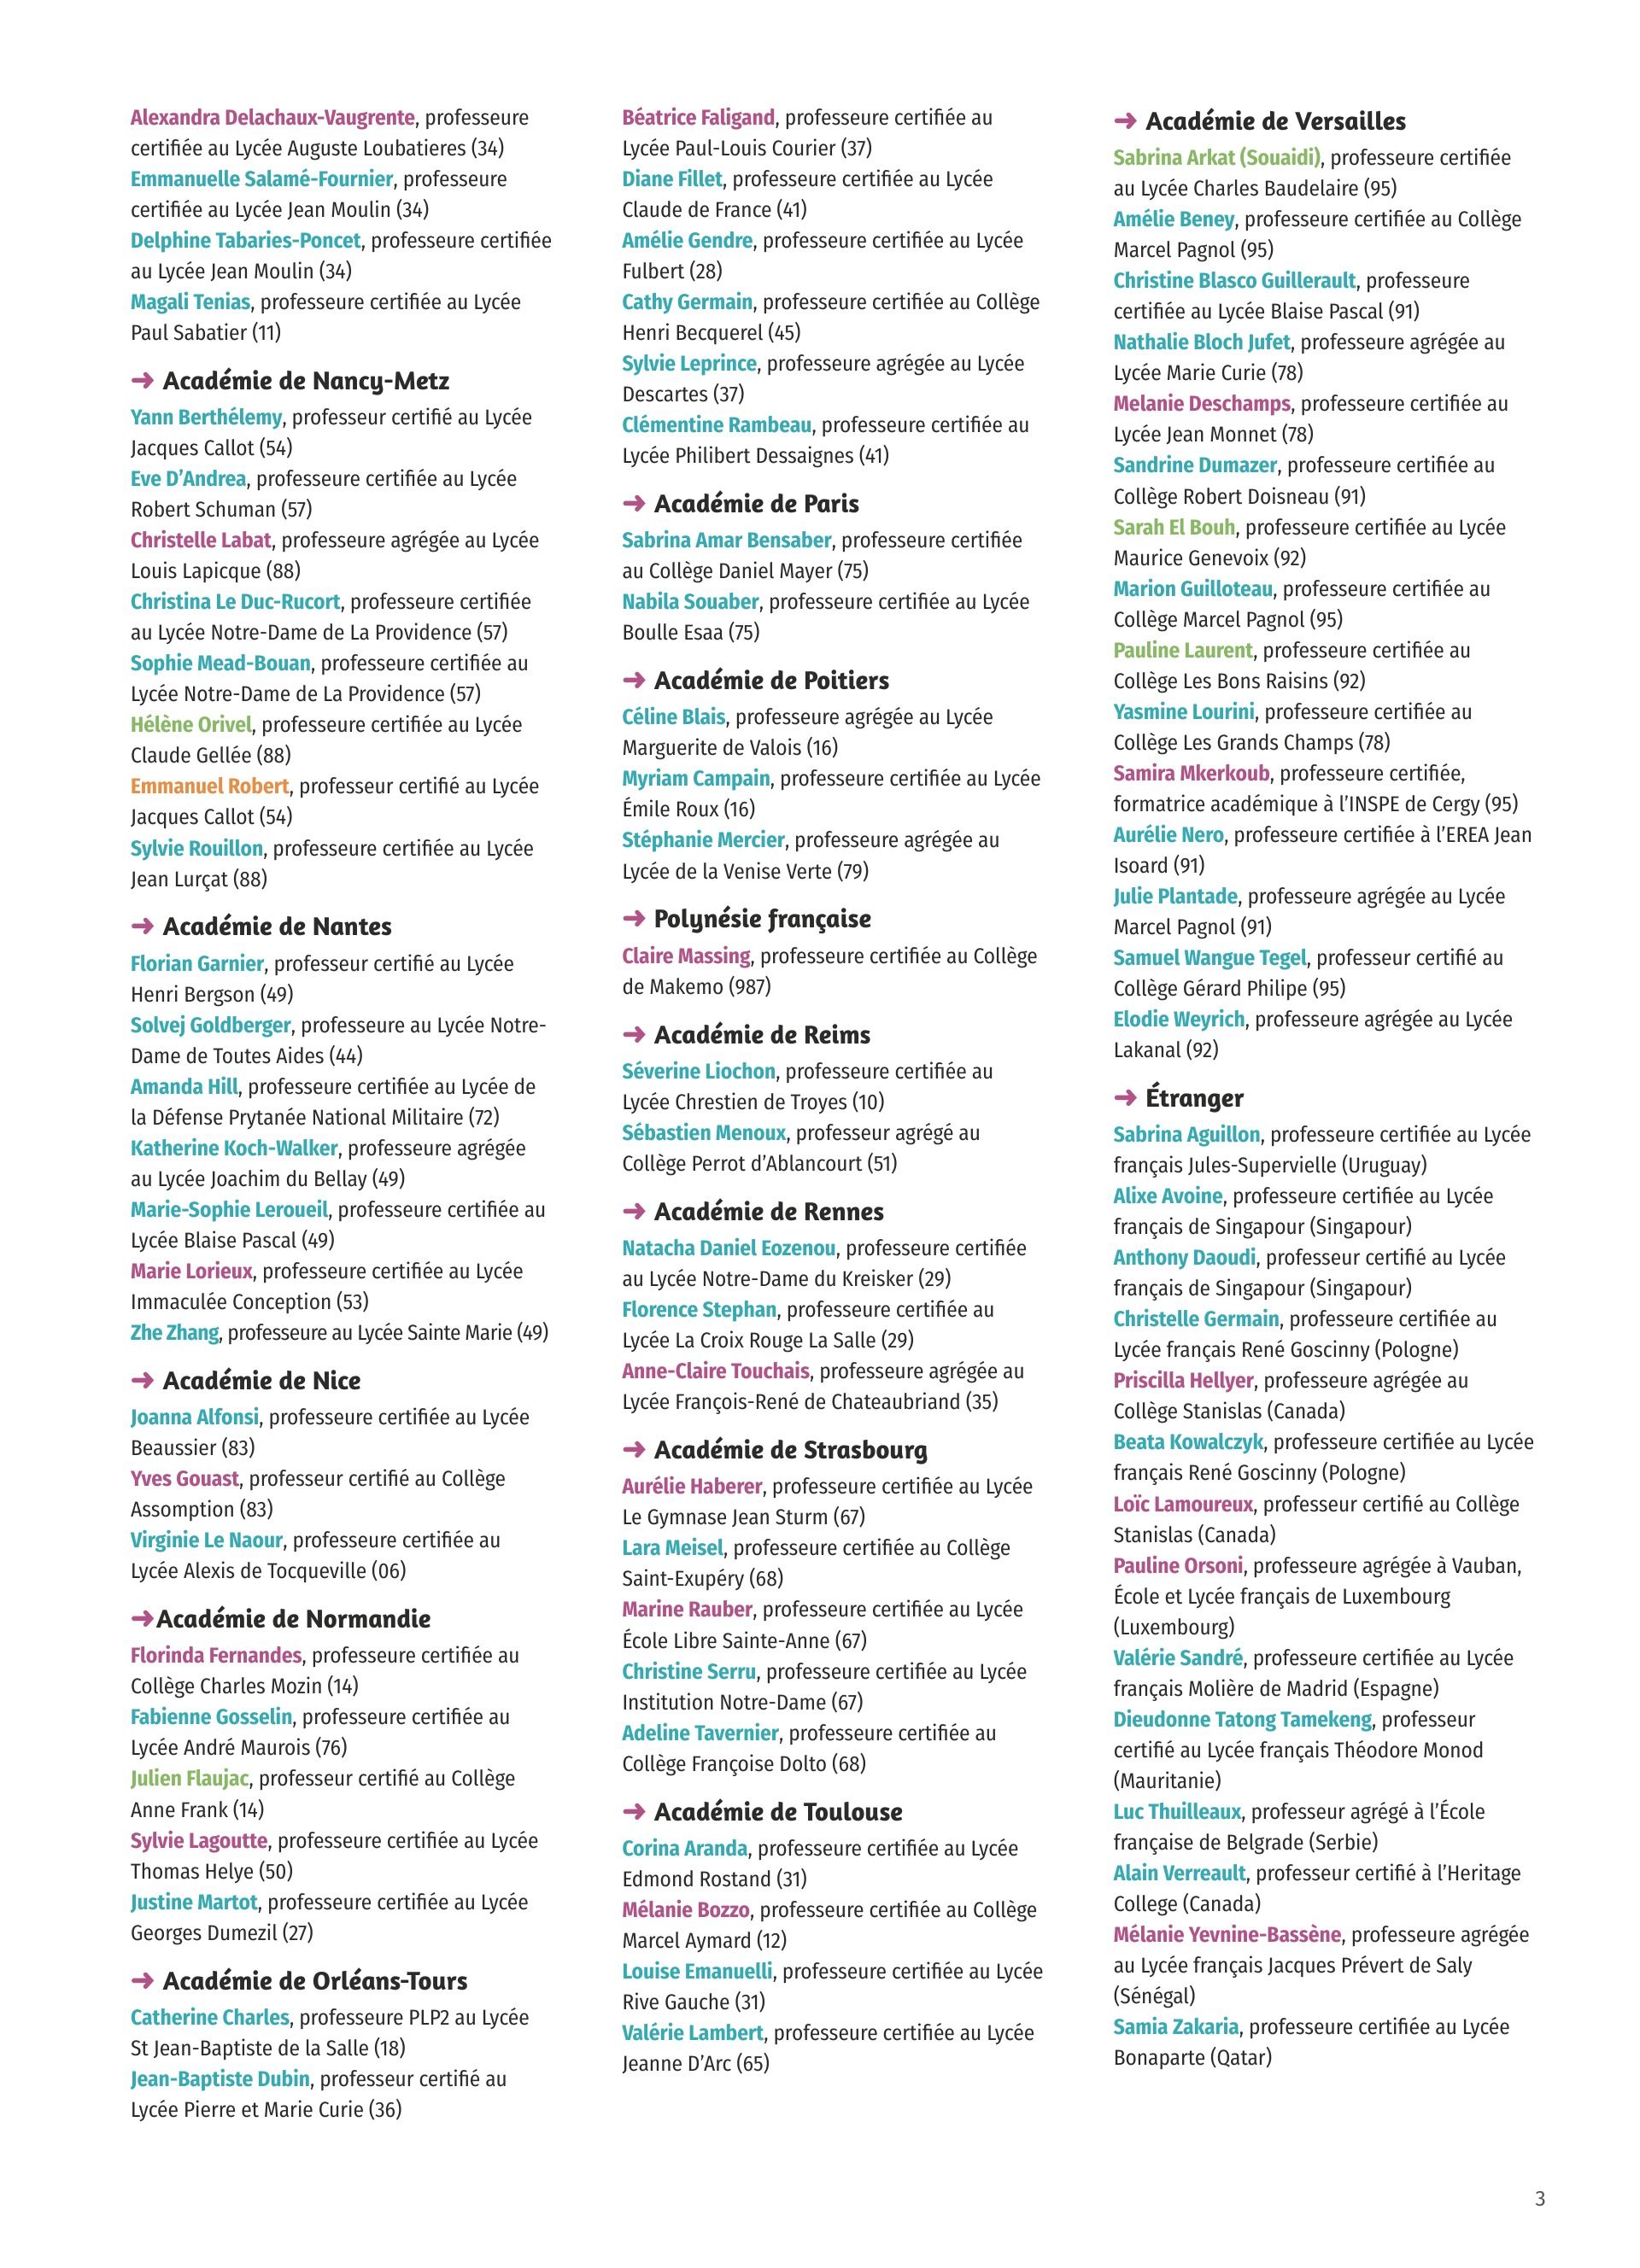 Alexandra Delachaux-Vaugrente, professeure
certifiée au Lycée Auguste Loubatieres (34)
Emmanuelle Salamé-Fournier, professeure
certifiée au Lycée Jean Moulin (34)
Delphine Tabaries-Poncet, professeure certifiée
au Lycée Jean Moulin (34)
Magali Tenias, professeure certifiée au Lycée
Paul Sabatier (11)
➜ Académie de Nancy-Metz
Yann Berthélemy, professeur certifié au Lycée
Jacques Callot (54)
Eve D’Andrea, professeure certifiée au Lycée
Robert Schuman (57)
Christelle Labat, professeure agrégée au Lycée
Louis Lapicque (88)
Christina Le Duc-Rucort, professeure certifiée
au Lycée Notre-Dame de La Providence (57)
Sophie Mead-Bouan, professeure certifiée au
Lycée Notre-Dame de La Providence (57)
Hélène Orivel, professeure certifiée au Lycée
Claude Gellée (88)
Emmanuel Robert, professeur certifié au Lycée
Jacques Callot (54)
Sylvie Rouillon, professeure certifiée au Lycée
Jean Lurçat (88)
➜ Académie de Nantes
Florian Garnier, professeur certifié au Lycée
Henri Bergson (49)
Solvej Goldberger, professeure au Lycée Notre-
Dame de Toutes Aides (44)
Amanda Hill, professeure certifiée au Lycée de
la Défense Prytanée National Militaire (72)
Katherine Koch-Walker, professeure agrégée
au Lycée Joachim du Bellay (49)
Marie-Sophie Leroueil, professeure certifiée au
Lycée Blaise Pascal (49)
Marie Lorieux, professeure certifiée au Lycée
Immaculée Conception (53)
Zhe Zhang, professeure au Lycée Sainte Marie (49)
➜ Académie de Nice
Joanna Alfonsi, professeure certifiée au Lycée
Beaussier (83)
Yves Gouast, professeur certifié au Collège
Assomption (83)
Virginie Le Naour, professeure certifiée au
Lycée Alexis de Tocqueville (06)
➜Académie de Normandie
Florinda Fernandes, professeure certifiée au
Collège Charles Mozin (14)
Fabienne Gosselin, professeure certifiée au
Lycée André Maurois (76)
Julien Flaujac, professeur certifié au Collège
Anne Frank (14)
Sylvie Lagoutte, professeure certifiée au Lycée
Thomas Helye (50)
Justine Martot, professeure certifiée au Lycée
Georges Dumezil (27)
➜ Académie de Orléans-Tours
Catherine Charles, professeure PLP2 au Lycée
St Jean-Baptiste de la Salle (18)
Jean-Baptiste Dubin, professeur certifié au
Lycée Pierre et Marie Curie (36)
Béatrice Faligand, professeure certifiée au
Lycée Paul-Louis Courier (37)
Diane Fillet, professeure certifiée au Lycée
Claude de France (41)
Amélie Gendre, professeure certifiée au Lycée
Fulbert (28)
Cathy Germain, professeure certifiée au Collège
Henri Becquerel (45)
Sylvie Leprince, professeure agrégée au Lycée
Descartes (37)
Clémentine Rambeau, professeure certifiée au
Lycée Philibert Dessaignes (41)
➜ Académie de Paris
Sabrina Amar Bensaber, professeure certifiée
au Collège Daniel Mayer (75)
Nabila Souaber, professeure certifiée au Lycée
Boulle Esaa (75)
➜ Académie de Poitiers
Céline Blais, professeure agrégée au Lycée
Marguerite de Valois (16)
Myriam Campain, professeure certifiée au Lycée
Émile Roux (16)
Stéphanie Mercier, professeure agrégée au
Lycée de la Venise Verte (79)
➜ Polynésie française
Claire Massing, professeure certifiée au Collège
de Makemo (987)
➜ Académie de Reims
Séverine Liochon, professeure certifiée au
Lycée Chrestien de Troyes (10)
Sébastien Menoux, professeur agrégé au
Collège Perrot d’Ablancourt (51)
➜ Académie de Rennes
Natacha Daniel Eozenou, professeure certifiée
au Lycée Notre-Dame du Kreisker (29)
Florence Stephan, professeure certifiée au
Lycée La Croix Rouge La Salle (29)
Anne-Claire Touchais, professeure agrégée au
Lycée François-René de Chateaubriand (35)
➜ Académie de Strasbourg
Aurélie Haberer, professeure certifiée au Lycée
Le Gymnase Jean Sturm (67)
Lara Meisel, professeure certifiée au Collège
Saint-Exupéry (68)
Marine Rauber, professeure certifiée au Lycée
École Libre Sainte-Anne (67)
Christine Serru, professeure certifiée au Lycée
Institution Notre-Dame (67)
Adeline Tavernier, professeure certifiée au
Collège Françoise Dolto (68)
➜ Académie de Toulouse
Corina Aranda, professeure certifiée au Lycée
Edmond Rostand (31)
Mélanie Bozzo, professeure certifiée au Collège
Marcel Aymard (12)
Louise Emanuelli, professeure certifiée au Lycée
Rive Gauche (31)
Valérie Lambert, professeure certifiée au Lycée
Jeanne D’Arc (65)
➜ Académie de Versailles
Sabrina Arkat (Souaidi), professeure certifiée
au Lycée Charles Baudelaire (95)
Amélie Beney, professeure certifiée au Collège
Marcel Pagnol (95)
Christine Blasco Guillerault, professeure
certifiée au Lycée Blaise Pascal (91)
Nathalie Bloch Jufet, professeure agrégée au
Lycée Marie Curie (78)
Melanie Deschamps, professeure certifiée au
Lycée Jean Monnet (78)
Sandrine Dumazer, professeure certifiée au
Collège Robert Doisneau (91)
Sarah El Bouh, professeure certifiée au Lycée
Maurice Genevoix (92)
Marion Guilloteau, professeure certifiée au
Collège Marcel Pagnol (95)
Pauline Laurent, professeure certifiée au
Collège Les Bons Raisins (92)
Yasmine Lourini, professeure certifiée au
Collège Les Grands Champs (78)
Samira Mkerkoub, professeure certifiée,
formatrice académique à l’INSPE de Cergy (95)
Aurélie Nero, professeure certifiée à l’EREA Jean
Isoard (91)
Julie Plantade, professeure agrégée au Lycée
Marcel Pagnol (91)
Samuel Wangue Tegel, professeur certifié au
Collège Gérard Philipe (95)
Elodie Weyrich, professeure agrégée au Lycée
Lakanal (92)
➜ Étranger
Sabrina Aguillon, professeure certifiée au Lycée
français Jules-Supervielle (Uruguay)
Alixe Avoine, professeure certifiée au Lycée
français de Singapour (Singapour)
Anthony Daoudi, professeur certifié au Lycée
français de Singapour (Singapour)
Christelle Germain, professeure certifiée au
Lycée français René Goscinny (Pologne)
Priscilla Hellyer, professeure agrégée au
Collège Stanislas (Canada)
Beata Kowalczyk, professeure certifiée au Lycée
français René Goscinny (Pologne)
Loïc Lamoureux, professeur certifié au Collège
Stanislas (Canada)
Pauline Orsoni, professeure agrégée à Vauban,
École et Lycée français de Luxembourg
(Luxembourg)
Valérie Sandré, professeure certifiée au Lycée
français Molière de Madrid (Espagne)
Dieudonne Tatong Tamekeng, professeur
certifié au Lycée français Théodore Monod
(Mauritanie)
Luc Thuilleaux, professeur agrégé à l’École
française de Belgrade (Serbie)
Alain Verreault, professeur certifié à l’Heritage
College (Canada)
Mélanie Yevnine-Bassène, professeure agrégée
au Lycée français Jacques Prévert de Saly
(Sénégal)
Samia Zakaria, professeure certifiée au Lycée
Bonaparte (Qatar)
3